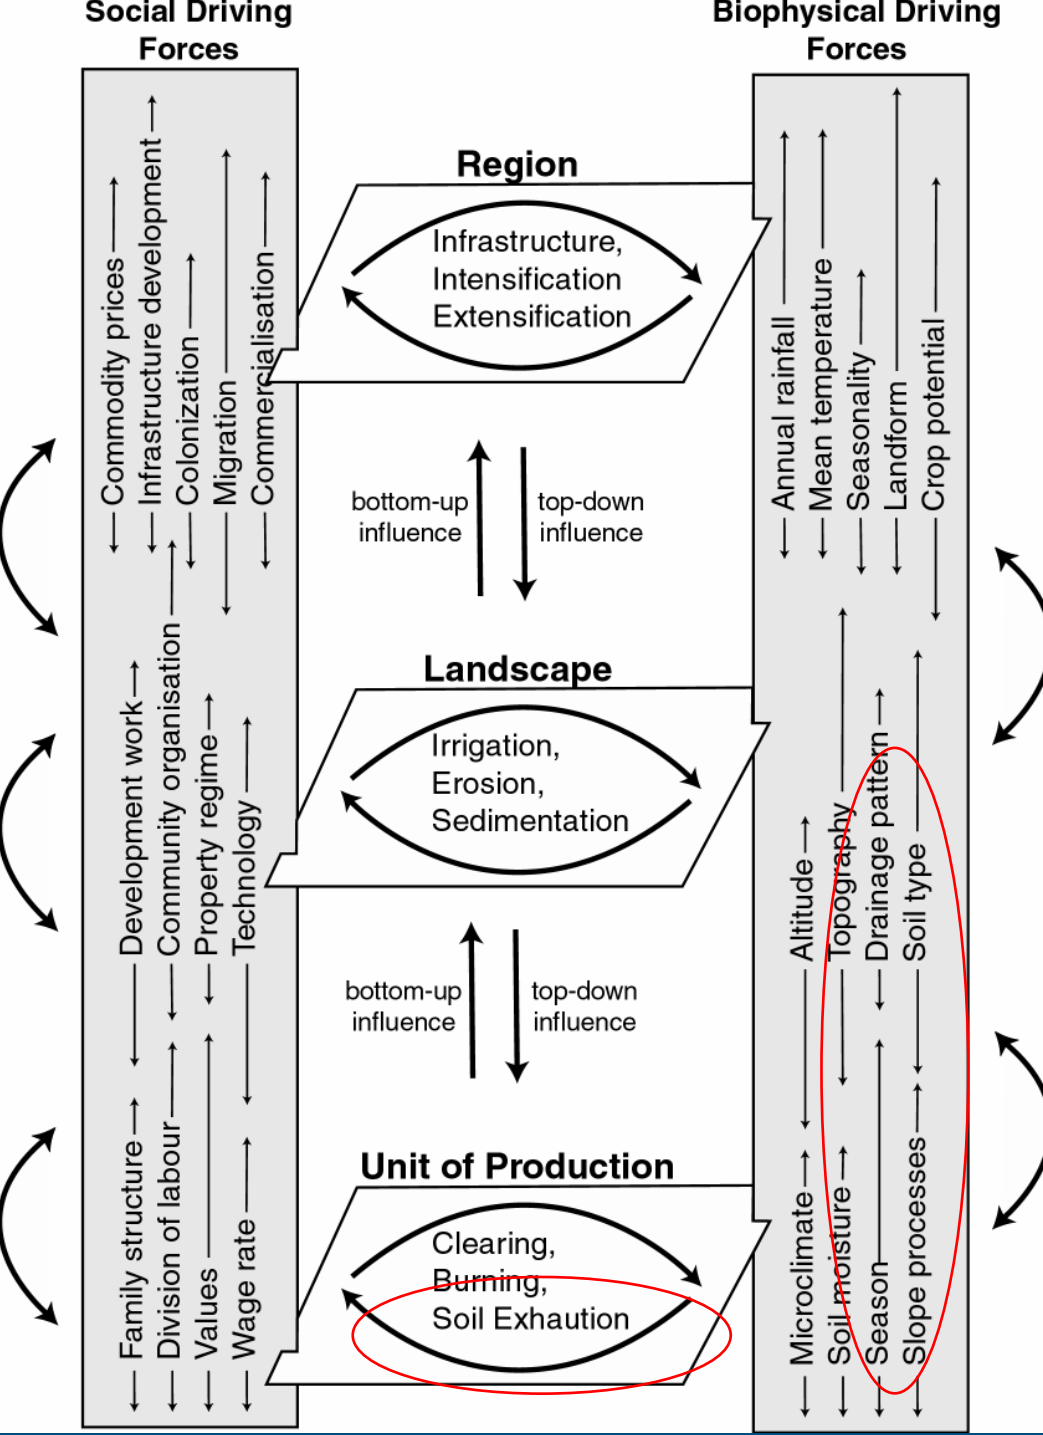 Social Driving
Forces
Biophysical Driving
Forces
Commodity prices
Infrastructure development
Colonization
Migration
Commercialisation
Region
Infrastructure,
Intensification
Extensification
Annual rainfall
Mean temperature
Seasonality
Landform
Crop potential
bottom-up
influence
top-down
influence
Development work
Community organisation
Property regime
Technology
Landscape
Irrigation,
Erosion,
Sedimentation
Altitude
Topography
Drainage pattern
Soil type
bottom-up
influence
top-down
influence
Family structure
Division of labour
Values
Wage rate
Unit of Production
Clearing,
Burning,
Soil Exhaution
Microclimate
Soil moisture
Season
Slope processes